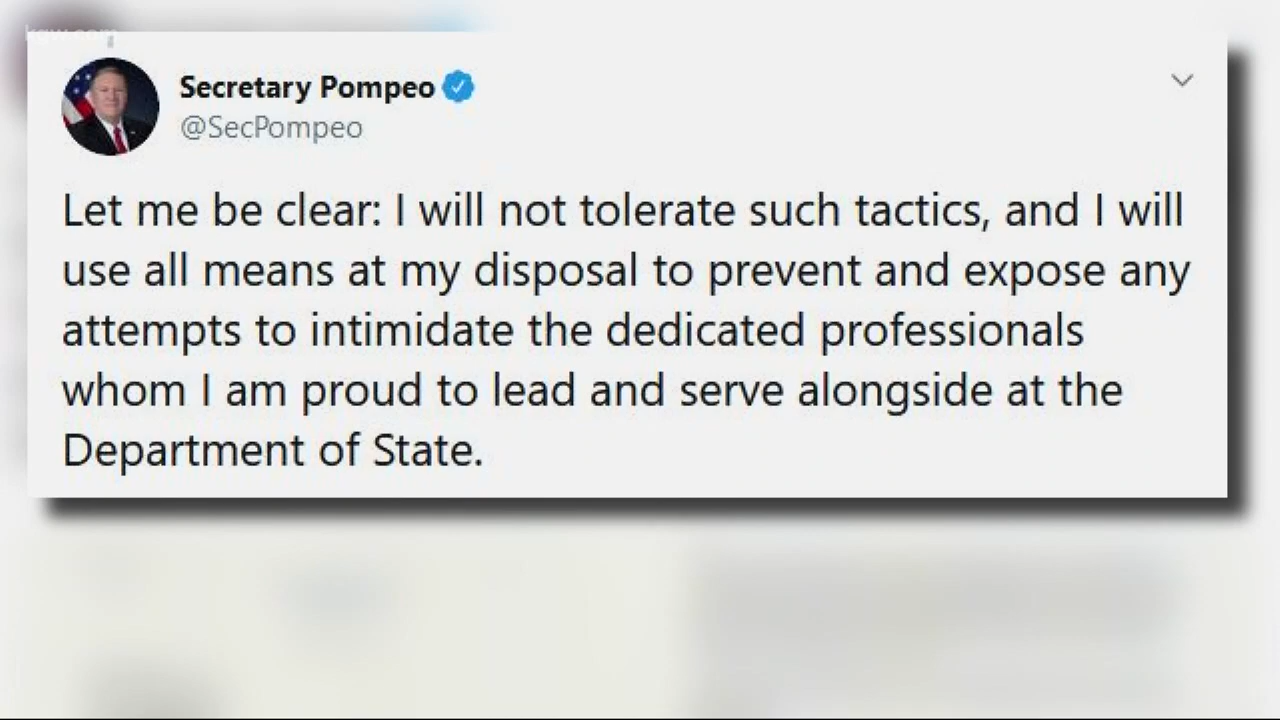 kgw.com
Secretary Pompeo
@SecPompeo
Let me be clear: I will not tolerate such tactics, and I will
use all means at my disposal to prevent and expose any
attempts to intimidate the dedicated professionals
whom I am proud to lead and serve alongside at the
Department of State.